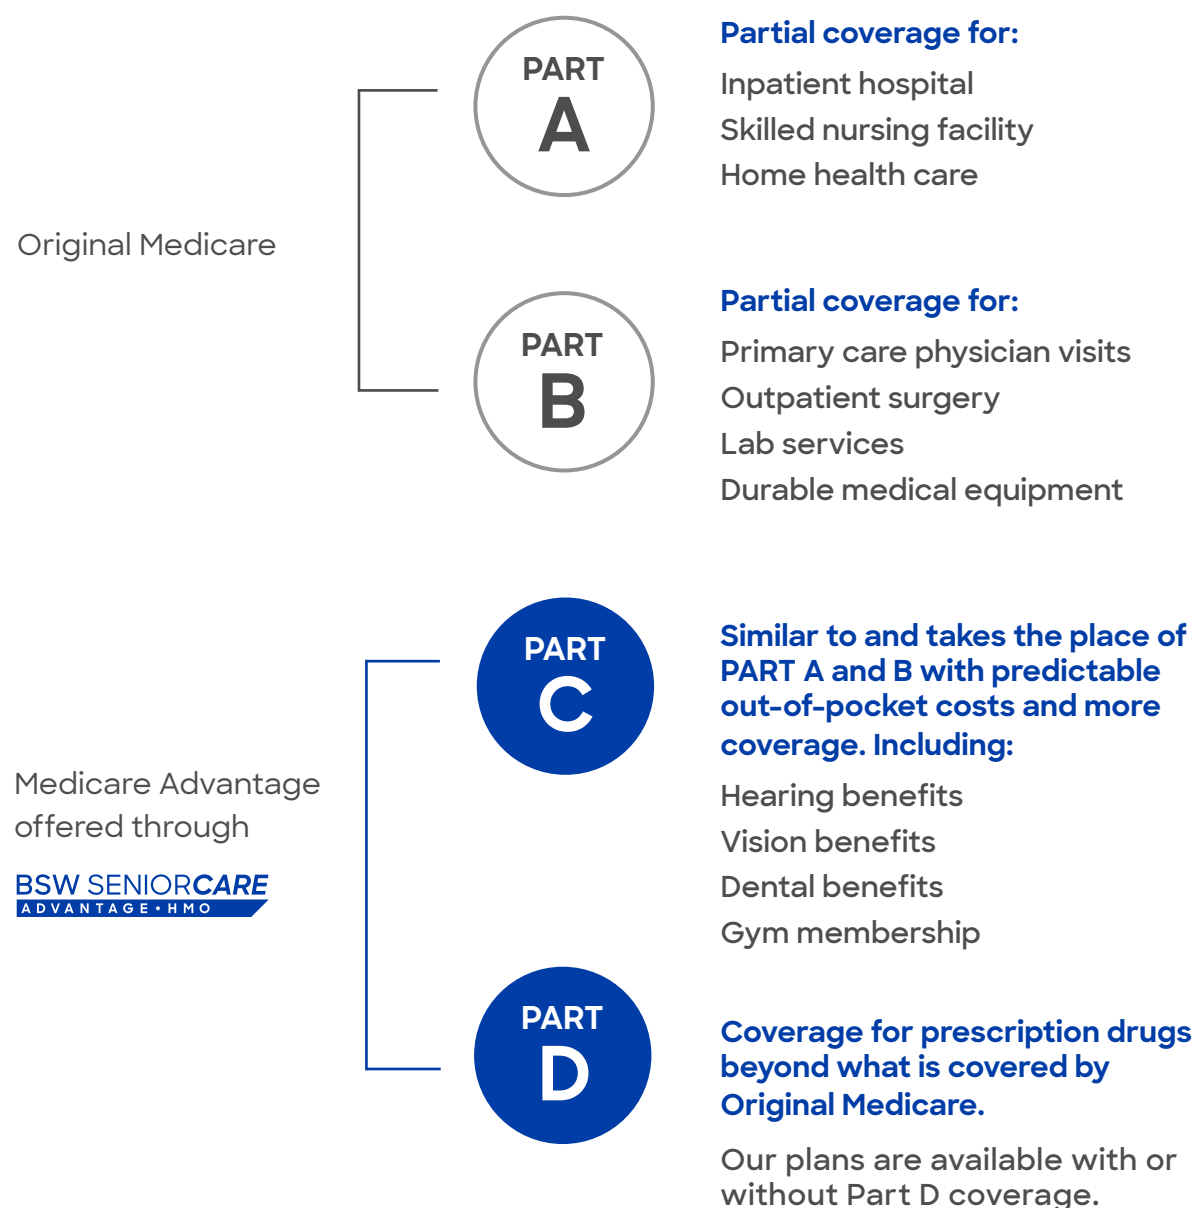 Original Medicare
PART
A
Partial coverage for:
Inpatient hospital
Skilled nursing facility
Home health care
PART
B
Partial coverage for:
Primary care physician visits
Outpatient surgery
Lab services
Durable medical equipment
Medicare Advantage
offered through
BSW SENIORCARE
ADVANTAGE • HMO
PART
C
Similar to and takes the place of
PART A and B with predictable
out-of-pocket costs and more
coverage. Including:
Hearing benefits
Vision benefits
Dental benefits
Gym membership
PART
D
Coverage for prescription drugs
beyond what is covered by
Original Medicare.
Our plans are available with or
without Part D coverage.